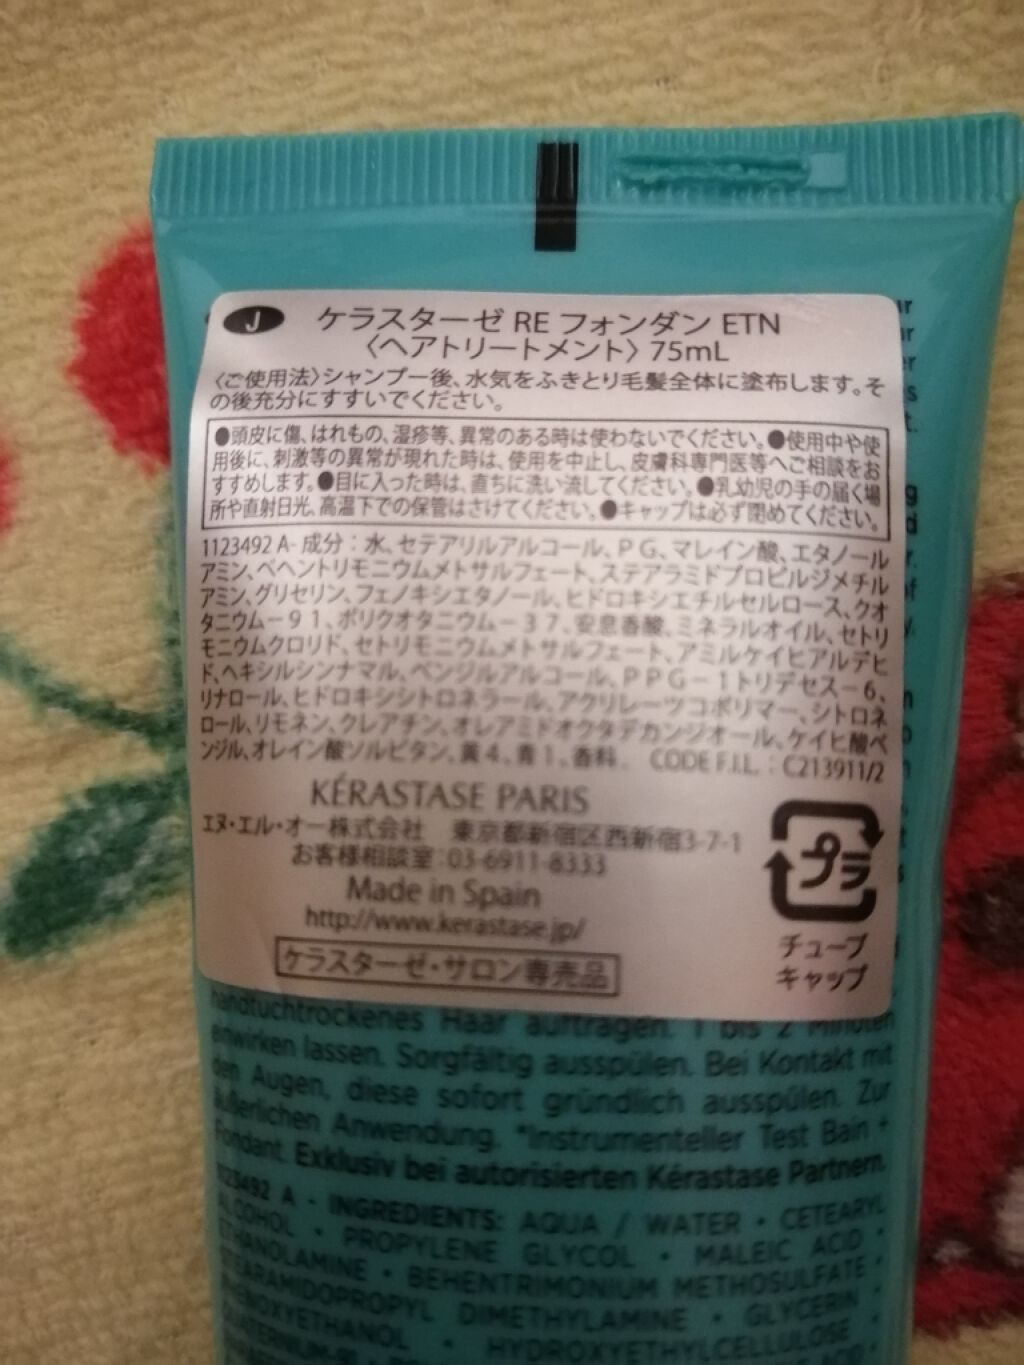 J ケラスターゼ RE フォンダン ETN
〈ヘアトリートメント〉 75mL
〈ご使用法〉シャンプー後、水気をふきとり毛髪全体に塗布します。そ
の後充分にすすいでください。
●頭皮に傷、はれもの、湿疹等、異常のある時は使わないでください。●使用中や使
用後に、刺激等の異常が現れた時は、使用を中止し、皮膚科専門医等へご相談をお
すすめします。●目に入った時は、直ちに洗い流してください。●乳幼児の手の届く場
所や直射日光、高温下での保管はさけてください。●キャップは必ず閉めてください。
1123492 A- 成分：水、セテアリルアルコール、PG、マレイン酸、エタノール
アミン、ベヘントリモニウムメトサルフェート、ステアラミドプロピルジメチル
アミン、グリセリン、フェノキシエタノール、ヒドロキシエチルセルロース、クオ
タニウム－91、ポリクオタニウム－37、安息香酸、ミネラルオイル、セトリ
モニウムクロリド、セトリモニウムメトサルフェート、アミルケイヒアルデヒ
ド、ヘキシルシンナマル、ベンジルアルコール、PPG－1トリデセス－6、
リナロール、ヒドロキシシトロネラール、アクリレーツコポリマー、シトロネ
ロール、リモネン、クレアチン、オレアミドオクタデカンジオール、ケイヒ酸ベ
ンジル、オレイン酸ソルビタン、黄4、青1、香料． CODE F.I.L.：C213911/2
KÉRASTASE PARIS
エヌ・エル・オー株式会社 東京都新宿区西新宿3-7-1
お客様相談室：03-6911-8333
Made in Spain
http://www.kerastase.jp/
ケラスターゼ・サロン専売品
プラ
チューブ
キャップ
handtuchtrockenes Haar auftragen. 1 bis 2 Minuten
einwirken lassen. Sorgfältig ausspülen. Bei Kontakt mit
den Augen, diese sofort gründlich ausspülen. Zur
äußerlichen Anwendung. *Instrumenteller Test Bain +
Fondant. Exklusiv bei autorisierten Kérastase Partnern.
1123492 A - INGREDIENTS: AQUA / WATER • CETEARYL
ALCOHOL • PROPYLENE GLYCOL • MALEIC ACID •
ETHANOLAMINE • BEHENTRIMONIUM METHOSULFATE •
STEARAMIDOPROPYL DIMETHYLAMINE • GLYCERIN •
PHENOXYETHANOL • HYDROXYETHYLCELLULOSE •